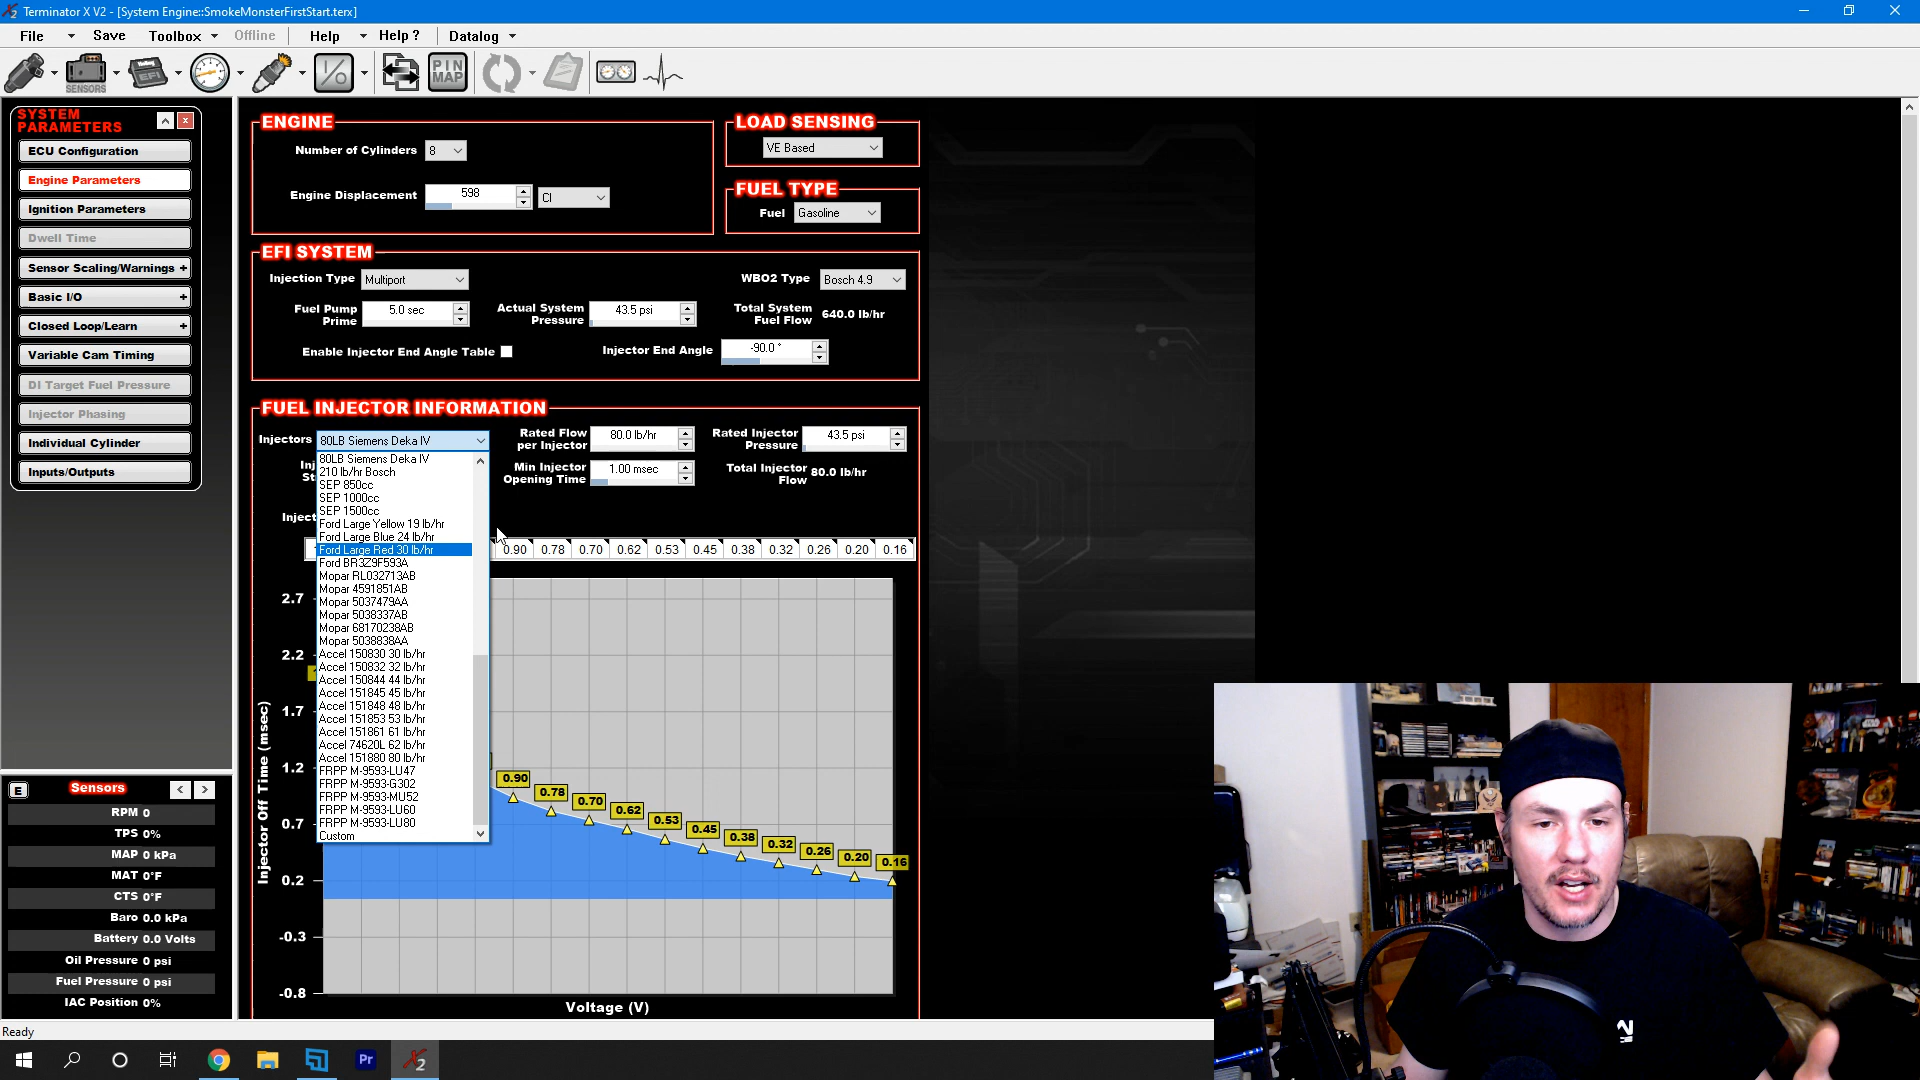 Terminator X V2 - [System Engine::SmokeMonsterFirstStart.terx]
File Save Toolbox Offline Help Help ? Datalog
SENSORS
EFI
I/O
PIN
MAP
SYSTEM
PARAMETERS
ECU Configuration
Engine Parameters
Ignition Parameters
Dwell Time
Sensor Scaling/Warnings +
Basic I/O +
Closed Loop/Learn +
Variable Cam Timing
DI Target Fuel Pressure
Injector Phasing
Individual Cylinder
Inputs/Outputs
E Sensors < >
RPM 0
TPS 0%
MAP 0 kPa
MAT 0°F
CTS 0°F
Baro 0.0 kPa
Battery 0.0 Volts
Oil Pressure 0 psi
Fuel Pressure 0 psi
IAC Position 0%
ENGINE
Number of Cylinders 8
Engine Displacement 598 CI
LOAD SENSING
VE Based
FUEL TYPE
Fuel Gasoline
EFI SYSTEM
Injection Type Multiport
WBO2 Type Bosch 4.9
Fuel Pump
Prime 5.0 sec
Actual System
Pressure 43.5 psi
Total System
Fuel Flow 640.0 lb/hr
Enable Injector End Angle Table
Injector End Angle -90.0 °
FUEL INJECTOR INFORMATION
Injectors 80LB Siemens Deka IV
Rated Flow
per Injector 80.0 lb/hr
Rated Injector
Pressure 43.5 psi
Min Injector
Opening Time 1.00 msec
Total Injector
Flow 80.0 lb/hr
Inj
St
Inject
80LB Siemens Deka IV
210 lb/hr Bosch
SEP 850cc
SEP 1000cc
SEP 1500cc
Ford Large Yellow 19 lb/hr
Ford Large Blue 24 lb/hr
Ford Large Red 30 lb/hr
Ford BR3Z9F593A
Mopar RL032713AB
Mopar 4591851AB
Mopar 5037479AA
Mopar 5038337AB
Mopar 68170238AB
Mopar 5038838AA
Accel 150830 30 lb/hr
Accel 150832 32 lb/hr
Accel 150844 44 lb/hr
Accel 151845 45 lb/hr
Accel 151848 48 lb/hr
Accel 151853 53 lb/hr
Accel 151861 61 lb/hr
Accel 74620L 62 lb/hr
Accel 151880 80 lb/hr
FRPP M-9593-LU47
FRPP M-9593-G302
FRPP M-9593-MU52
FRPP M-9593-LU60
FRPP M-9593-LU80
Custom
0.90 0.78 0.70 0.62 0.53 0.45 0.38 0.32 0.26 0.20 0.16
Injector Off Time (msec)
2.7
2.2
1.7
1.2
0.7
0.2
-0.3
-0.8
0.90
0.78
0.70
0.62
0.53
0.45
0.38
0.32
0.26
0.20
0.16
Voltage (V)
Ready
Pr
X2